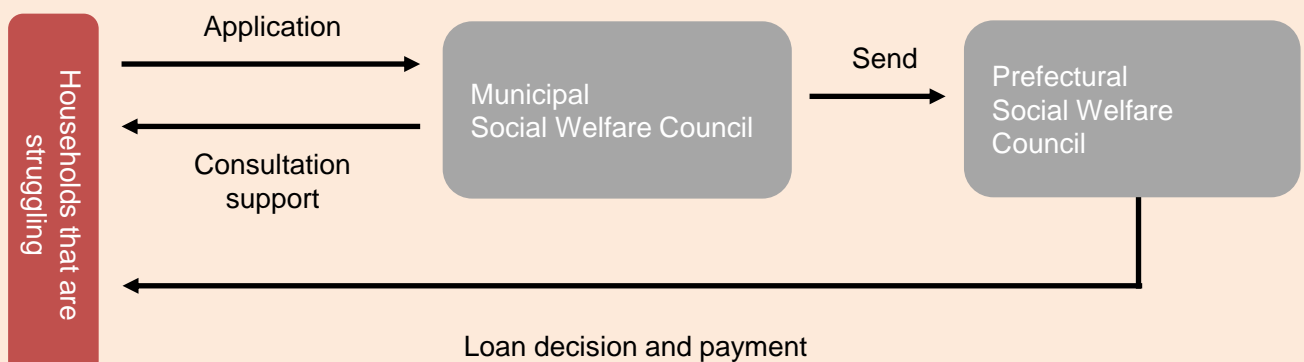 Households that are
struggling
Application
Consultation
support
Municipal
Social Welfare Council
Send
Prefectural
Social Welfare
Council
Loan decision and payment